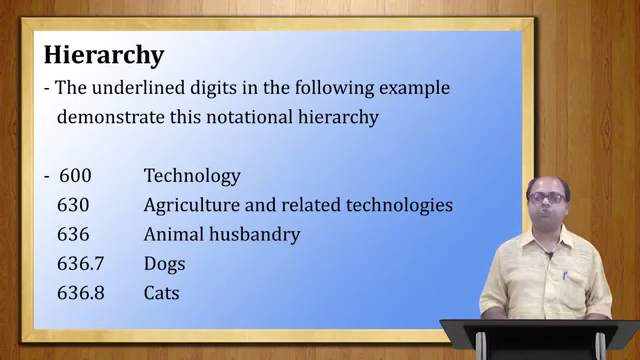 Hierarchy
- The underlined digits in the following example
demonstrate this notational hierarchy
- 600 Technology
630 Agriculture and related technologies
636 Animal husbandry
636.7 Dogs
636.8 Cats